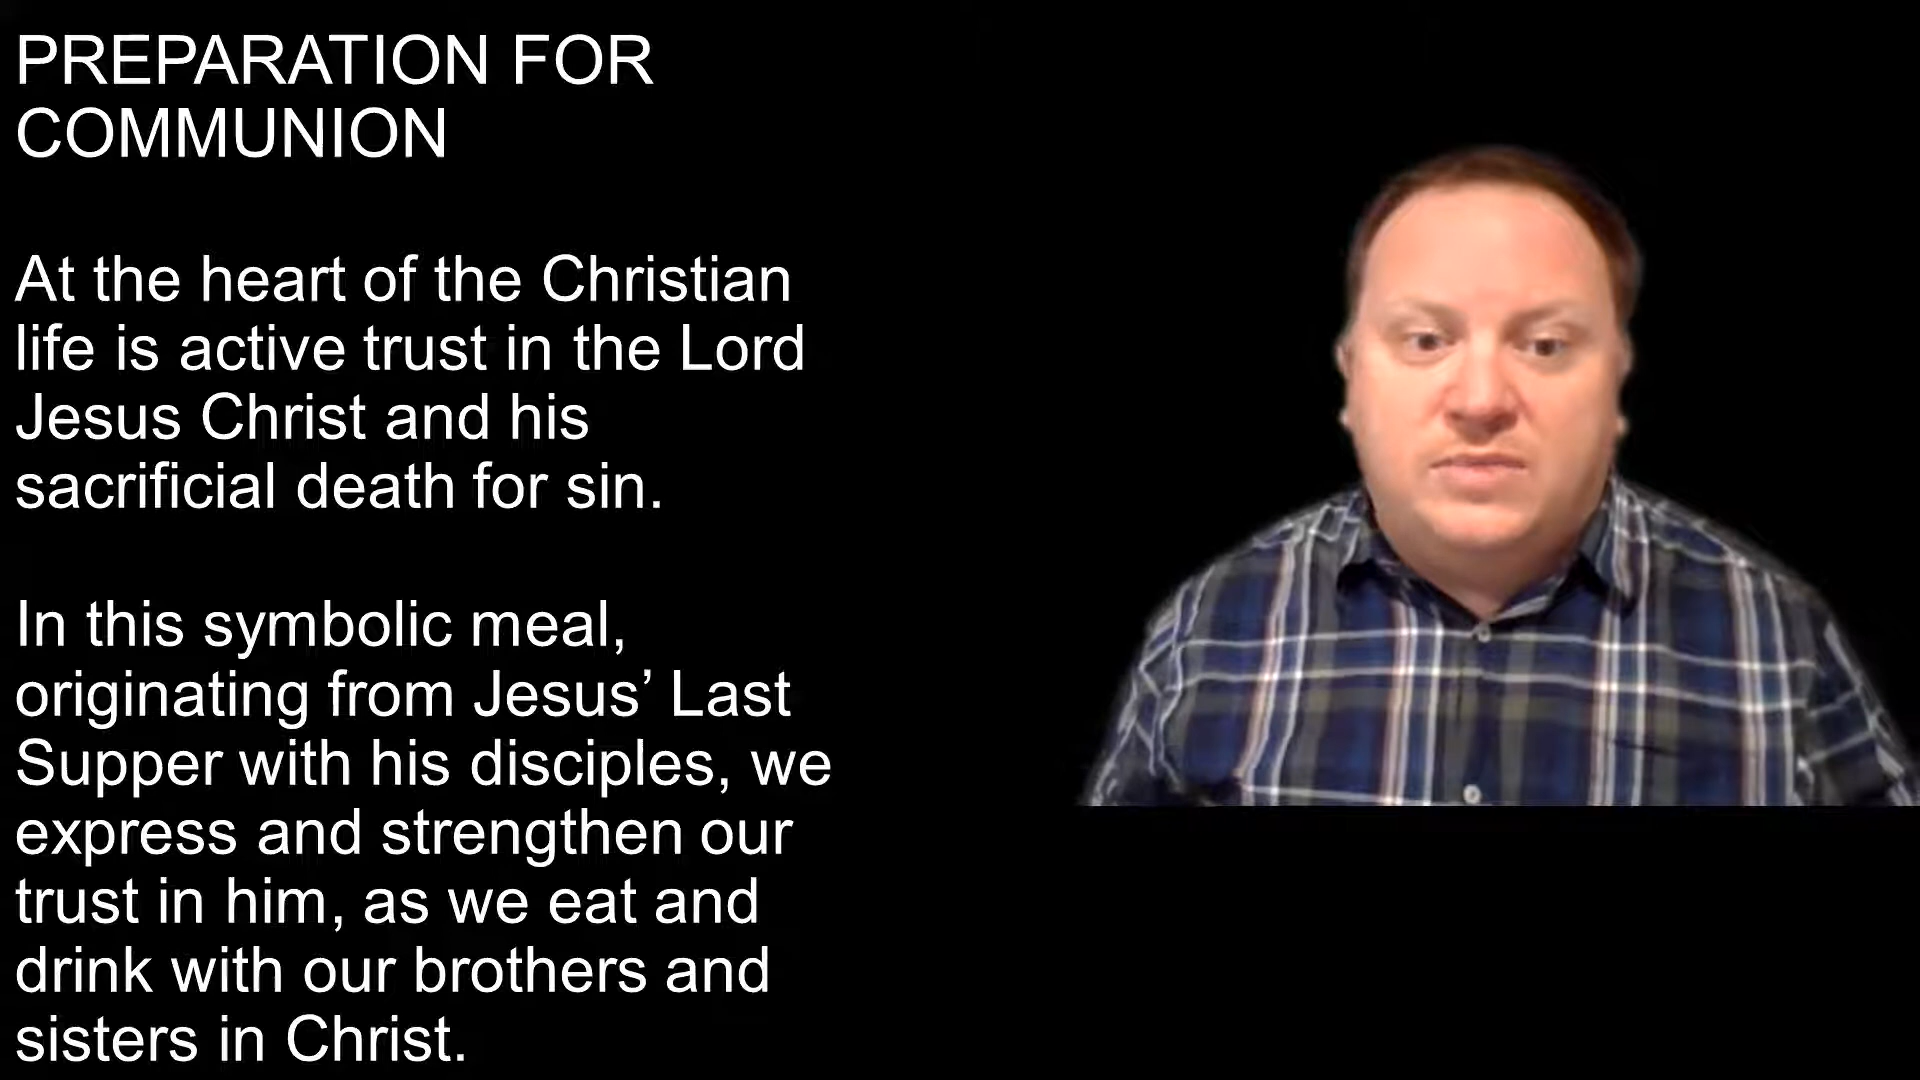 PREPARATION FOR
COMMUNION
At the heart of the Christian
life is active trust in the Lord
Jesus Christ and his
sacrificial death for sin.
In this symbolic meal,
originating from Jesus’ Last
Supper with his disciples, we
express and strengthen our
trust in him, as we eat and
drink with our brothers and
sisters in Christ.